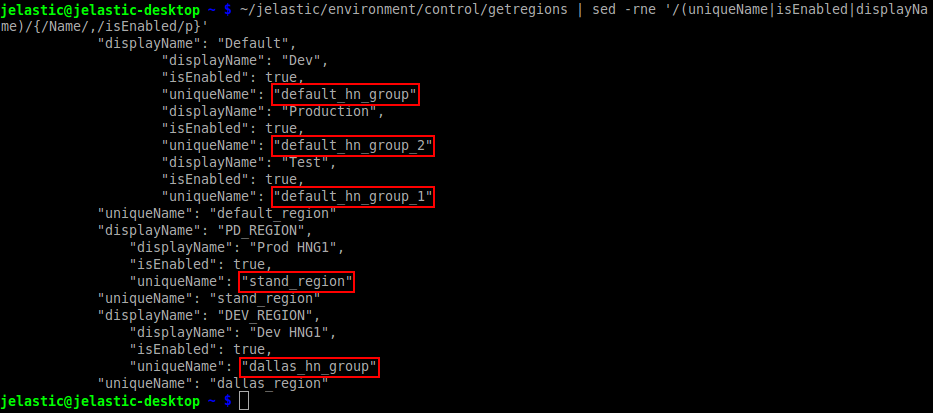 jelastic@jelastic-desktop ~ $ ~/jelastic/environment/control/getregions | sed -rne '/(uniqueName|isEnabled|displayNa
me)/{/Name/,/isEnabled/p}'
"displayName": "Default",
"displayName": "Dev",
"isEnabled": true,
"uniqueName": "default_hn_group"
"displayName": "Production",
"isEnabled": true,
"uniqueName": "default_hn_group_2"
"displayName": "Test",
"isEnabled": true,
"uniqueName": "default_hn_group_1"
"uniqueName": "default_region"
"displayName": "PD_REGION",
"displayName": "Prod HNG1",
"isEnabled": true,
"uniqueName": "stand_region"
"uniqueName": "stand_region"
"displayName": "DEV_REGION",
"displayName": "Dev HNG1",
"isEnabled": true,
"uniqueName": "dallas_hn_group"
"uniqueName": "dallas_region"
jelastic@jelastic-desktop ~ $